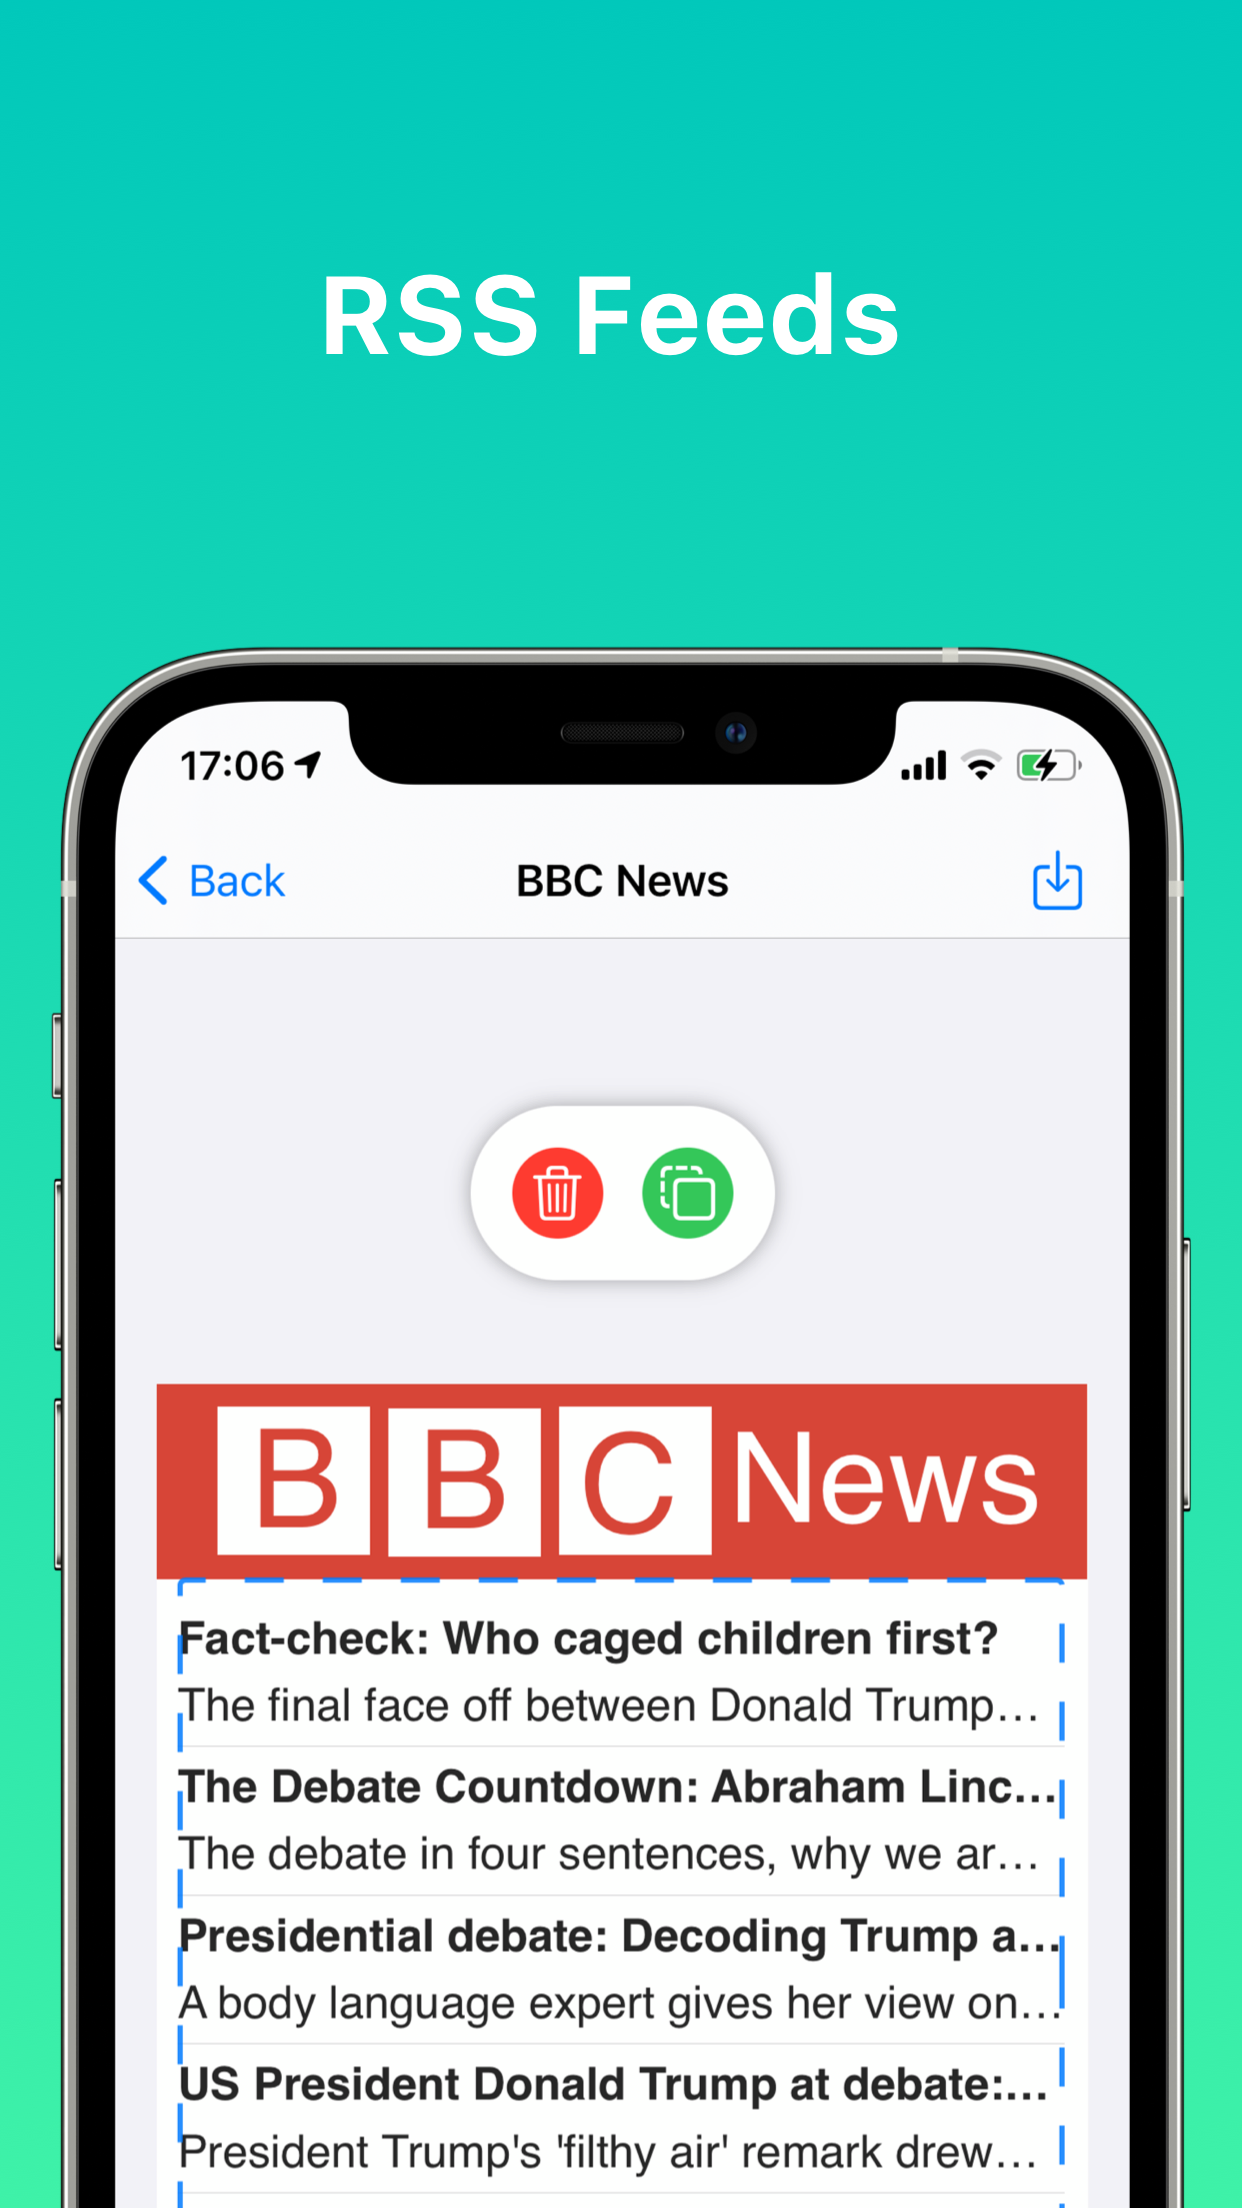 RSS Feeds
17:06
Back
BBC News
BBC News
Fact-check: Who caged children first?
The final face off between Donald Trump...
The Debate Countdown: Abraham Linc...
The debate in four sentences, why we ar...
Presidential debate: Decoding Trump a...
A body language expert gives her view on...
US President Donald Trump at debate:...
President Trump's 'filthy air' remark drew...